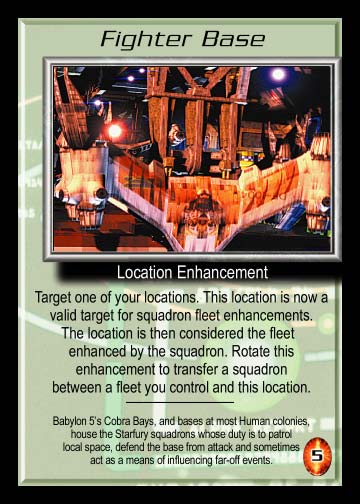 Fighter Base
Location Enhancement
Target one of your locations. This location is now a
valid target for squadron fleet enhancements.
The location is then considered the fleet
enhanced by the squadron. Rotate this
enhancement to transfer a squadron
between a fleet you control and this location.
Babylon 5's Cobra Bays, and bases at most Human colonies,
house the Starfury squadrons whose duty is to patrol
local space, defend the base from attack and sometimes
act as a means of influencing far-off events.
5